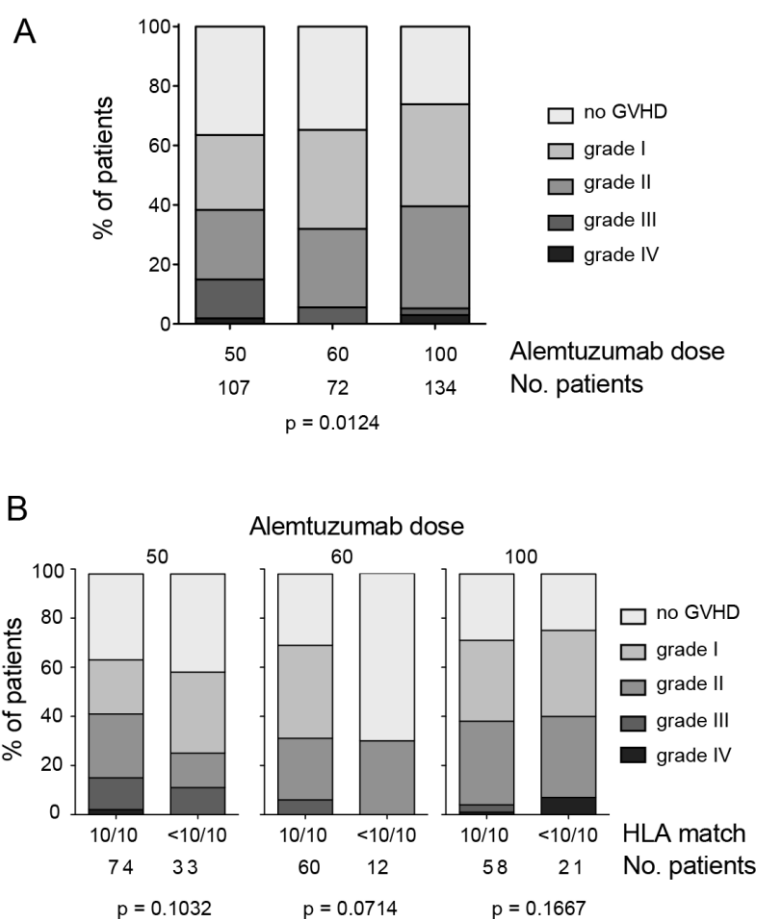 A
100
80
60
40
20
0
% of patients
no GVHD
grade I
grade II
grade III
grade IV
50 60 100 Alemtuzumab dose
107 72 134 No. patients
p = 0.0124
B
Alemtuzumab dose
50 60 100
100
80
60
40
20
0
% of patients
no GVHD
grade I
grade II
grade III
grade IV
10/10 <10/10 10/10 <10/10 10/10 <10/10 HLA match
74 33 60 12 58 21 No. patients
p = 0.1032 p = 0.0714 p = 0.1667